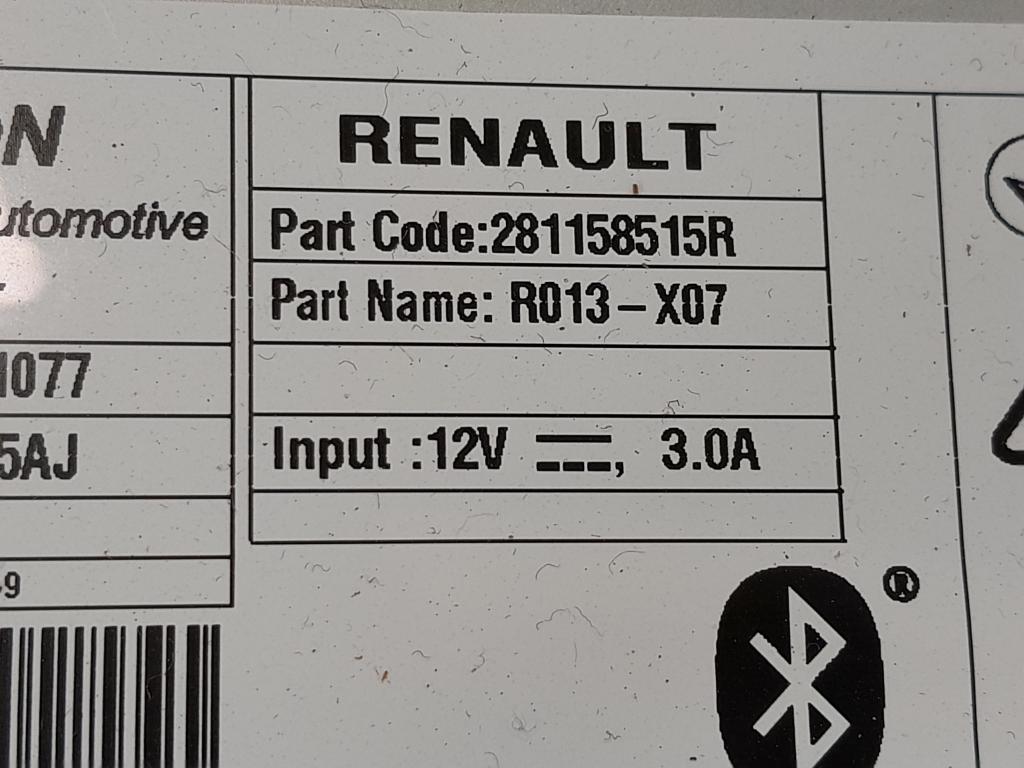 ON
utomotive
1077
5AJ
-9
RENAULT
Part Code:281158515R
Part Name: R013-X07
Input :12V ⎓, 3.0A
®